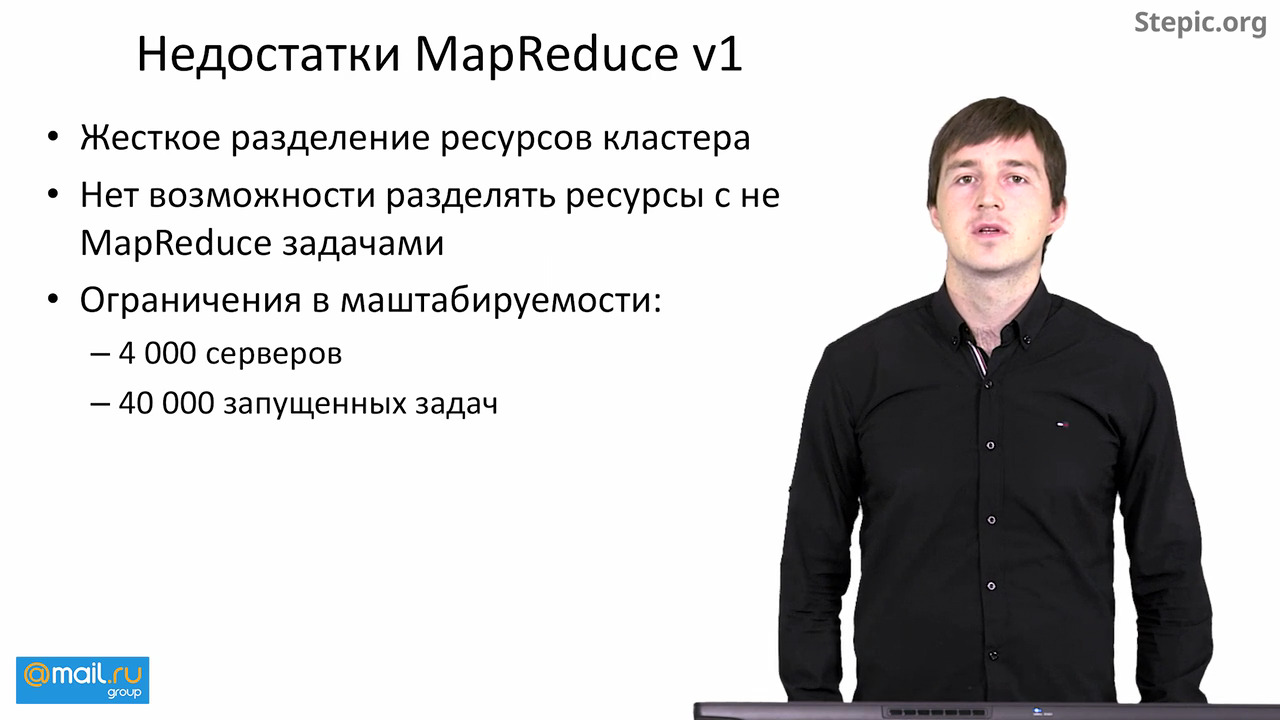 Stepic.org
Недостатки MapReduce v1
• Жесткое разделение ресурсов кластера
• Нет возможности разделять ресурсы с не
MapReduce задачами
• Ограничения в маштабируемости:
– 4 000 серверов
– 40 000 запущенных задач
@mail.ru
group